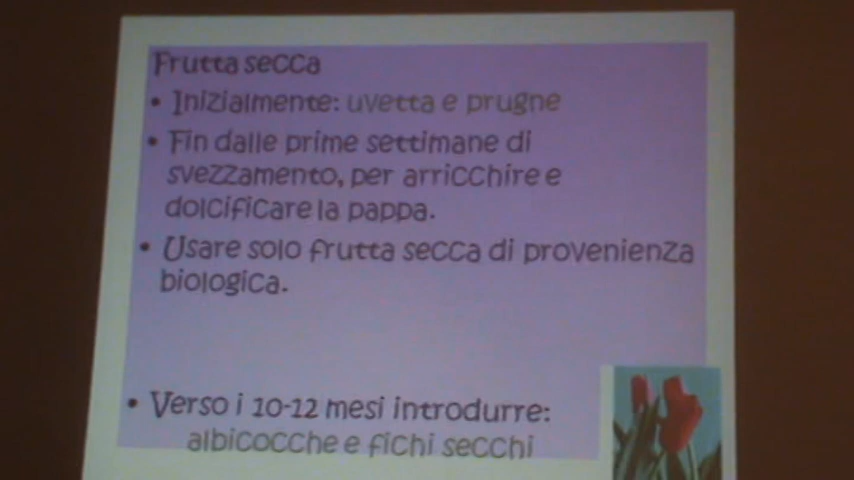 Frutta secca
• Inizialmente: uvetta e prugne
• Fin dalle prime settimane di
svezzamento, per arricchire e
dolcificare la pappa.
• Usare solo frutta secca di provenienza
biologica.
• Verso i 10-12 mesi introdurre:
albicocche e fichi secchi